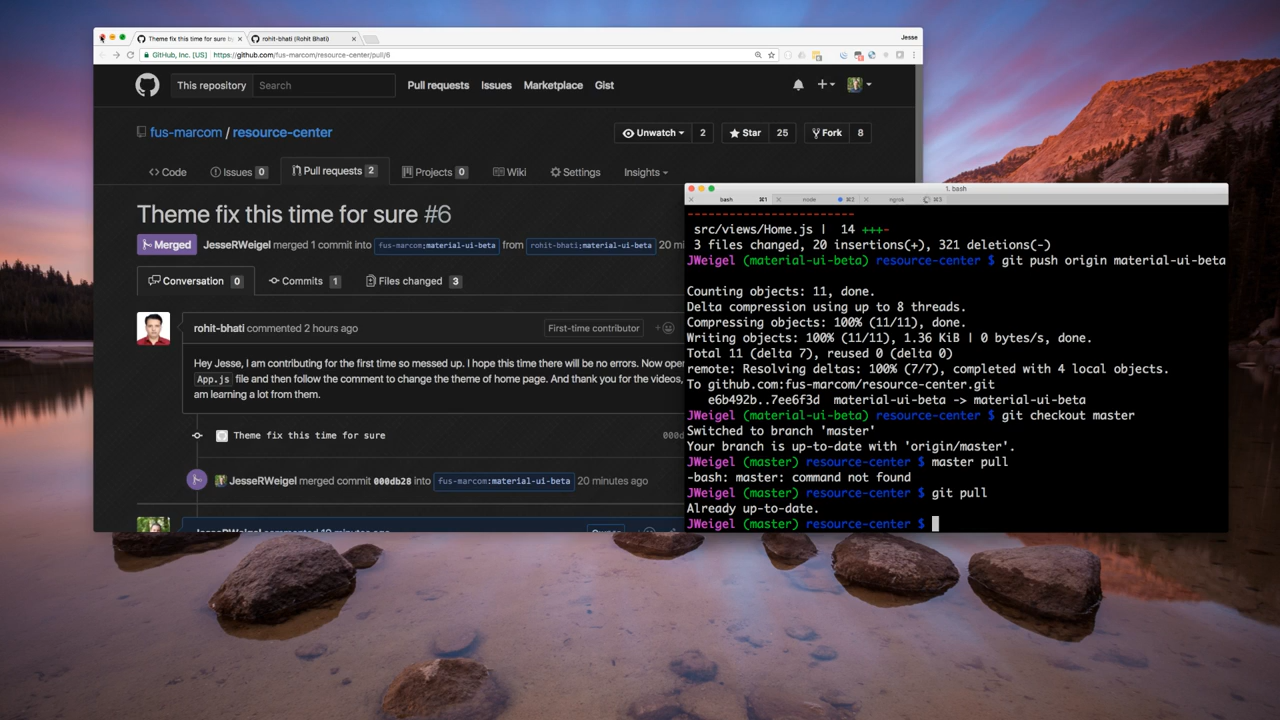 Theme fix this time for sure by
rohit-bhati (Rohit Bhati)
Jesse
GitHub, Inc. [US] https://github.com/fus-marcom/resource-center/pull/6
This repository Search Pull requests Issues Marketplace Gist
fus-marcom / resource-center
Unwatch 2 Star 25 Fork 8
Code Issues 0 Pull requests 2 Projects 0 Wiki Settings Insights
Theme fix this time for sure #6
Merged JesseRWeigel merged 1 commit into fus-marcom:material-ui-beta from rohit-bhati:material-ui-beta 20 mi
Conversation 0 Commits 1 Files changed 3
rohit-bhati commented 2 hours ago First-time contributor
Hey Jesse, I am contributing for the first time so messed up. I hope this time there will be no errors. Now open
App.js file and then follow the comment to change the theme of home page. And thank you for the videos,
am learning a lot from them.
Theme fix this time for sure 000d
JesseRWeigel merged commit 000db28 into fus-marcom:material-ui-beta 20 minutes ago
JesseRWeigel commented 19 minutes ago Owner
1. bash
bash ⌘1 node ⌘2 ngrok ⌘3
-------------------------
src/views/Home.js | 14 +++-
3 files changed, 20 insertions(+), 321 deletions(-)
JWeigel (material-ui-beta) resource-center $ git push origin material-ui-beta
Counting objects: 11, done.
Delta compression using up to 8 threads.
Compressing objects: 100% (11/11), done.
Writing objects: 100% (11/11), 1.36 KiB | 0 bytes/s, done.
Total 11 (delta 7), reused 0 (delta 0)
remote: Resolving deltas: 100% (7/7), completed with 4 local objects.
To github.com:fus-marcom/resource-center.git
e6b492b..7ee6f3d material-ui-beta -> material-ui-beta
JWeigel (material-ui-beta) resource-center $ git checkout master
Switched to branch 'master'
Your branch is up-to-date with 'origin/master'.
JWeigel (master) resource-center $ master pull
-bash: master: command not found
JWeigel (master) resource-center $ git pull
Already up-to-date.
JWeigel (master) resource-center $